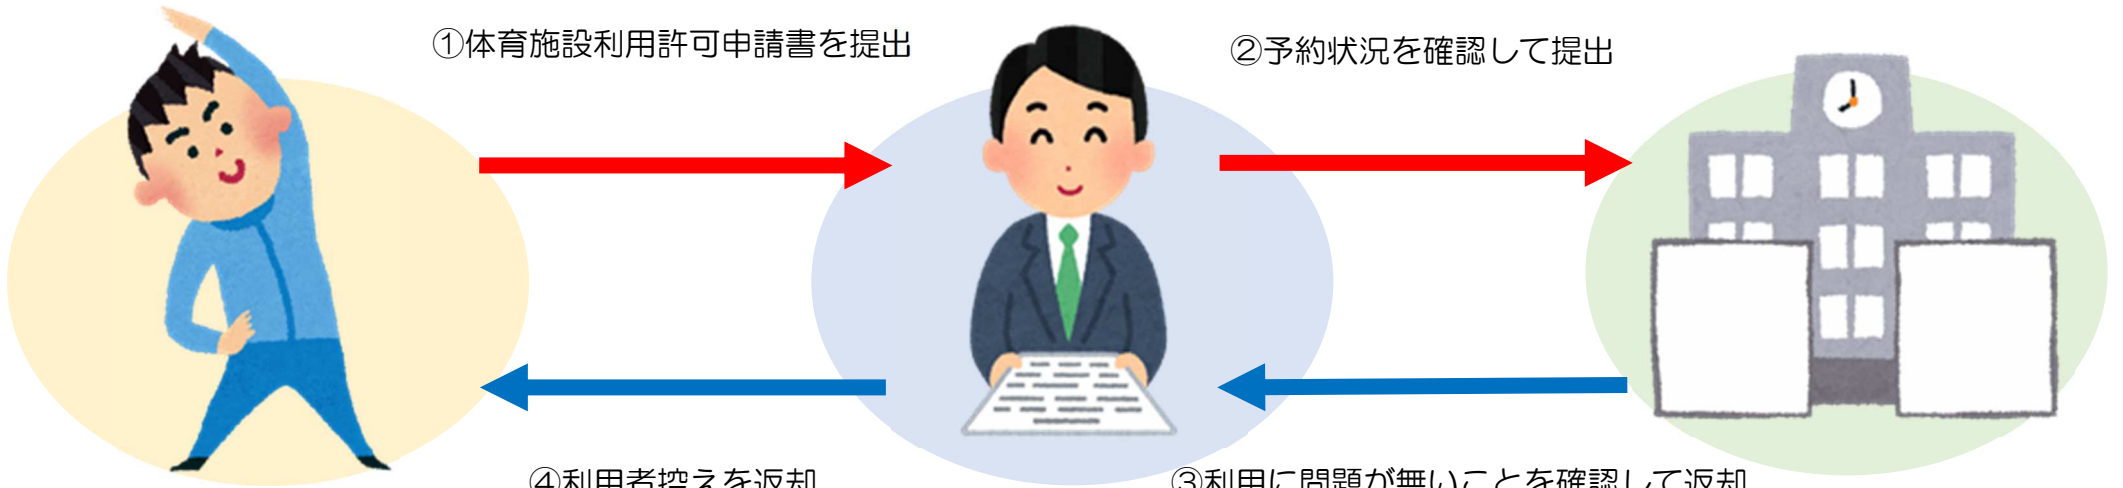 ①体育施設利用許可申請書を提出
②予約状況を確認して提出
④利用者控えを返却
③利用に問題が無いことを確認して返却